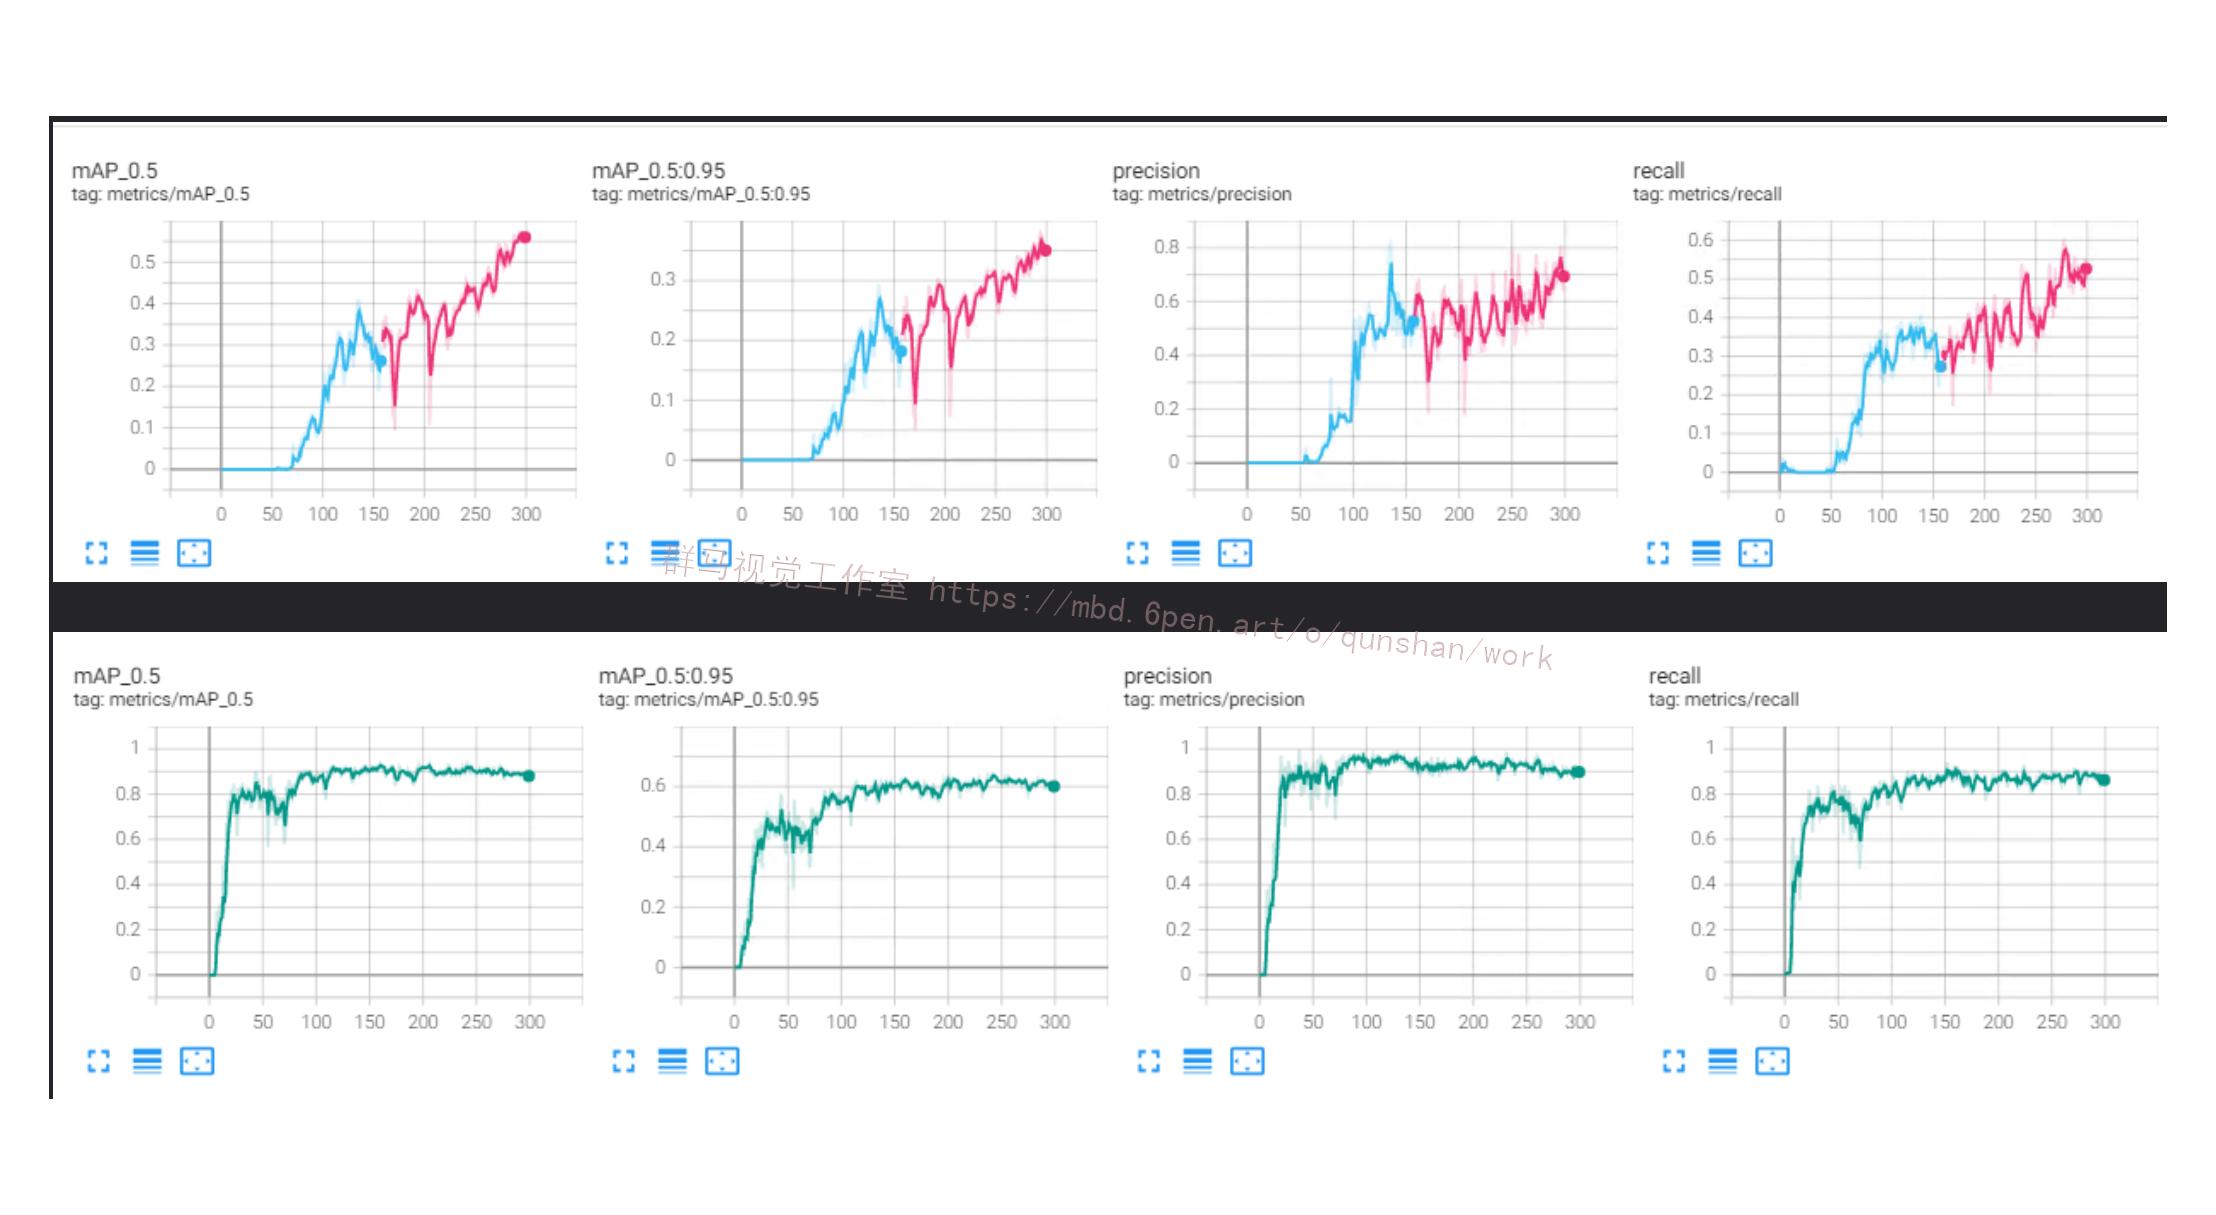 mAP_0.5
tag: metrics/mAP_0.5
0.5
0.4
0.3
0.2
0.1
0
0 50 100 150 200 250 300
mAP_0.5:0.95
tag: metrics/mAP_0.5:0.95
0.3
0.2
0.1
0
0 50 100 150 200 250 300
precision
tag: metrics/precision
0.8
0.6
0.4
0.2
0
0 50 100 150 200 250 300
recall
tag: metrics/recall
0.6
0.5
0.4
0.3
0.2
0.1
0
0 50 100 150 200 250 300
群马视觉工作室 https://mbd.6pen.art/o/qunshan/work
mAP_0.5
tag: metrics/mAP_0.5
1
0.8
0.6
0.4
0.2
0
0 50 100 150 200 250 300
mAP_0.5:0.95
tag: metrics/mAP_0.5:0.95
0.6
0.4
0.2
0
0 50 100 150 200 250 300
precision
tag: metrics/precision
1
0.8
0.6
0.4
0.2
0
0 50 100 150 200 250 300
recall
tag: metrics/recall
1
0.8
0.6
0.4
0.2
0
0 50 100 150 200 250 300